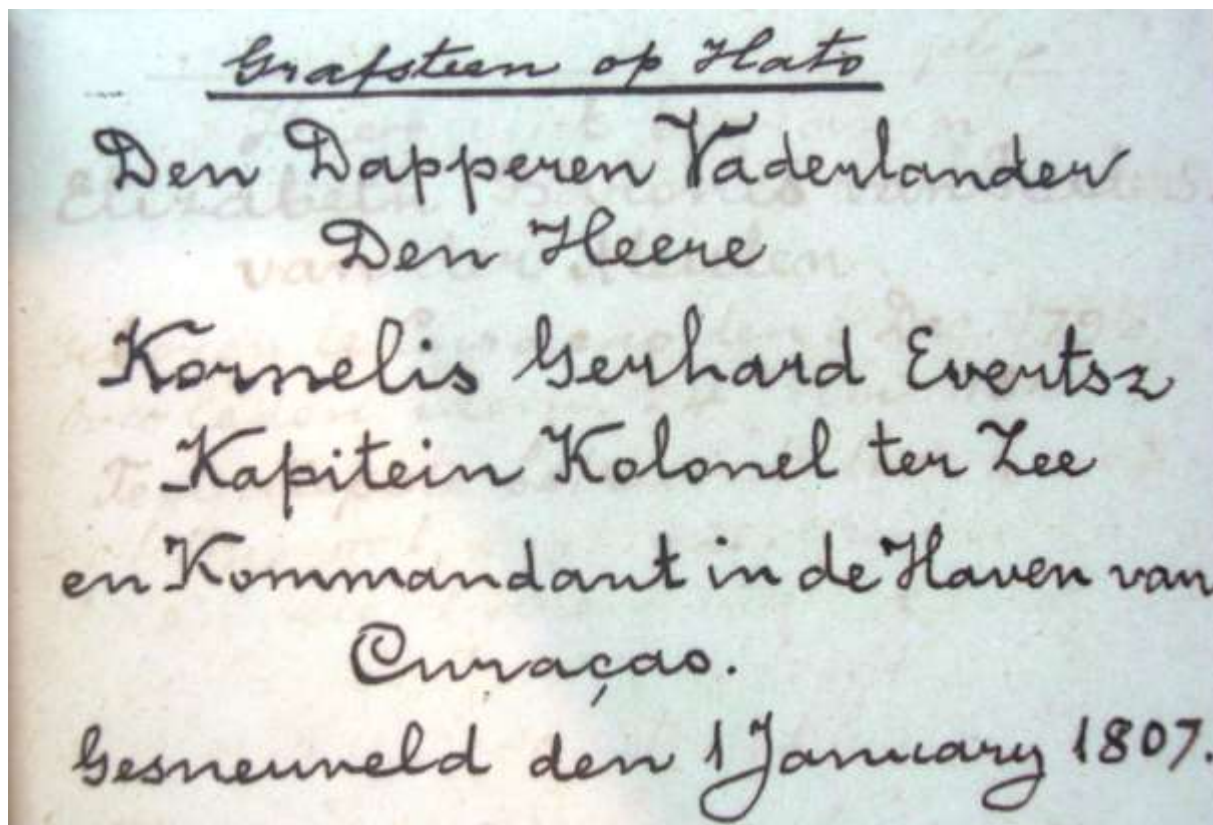 Grafsteen op Hato
Den Dapperen Vaderlander
Den Heere
Kornelis Gerhard Evertsz
Kapitein Kolonel ter Zee
en Kommandant in de Haven van
Curaçao.
Gesneuveld den 1 January 1807.